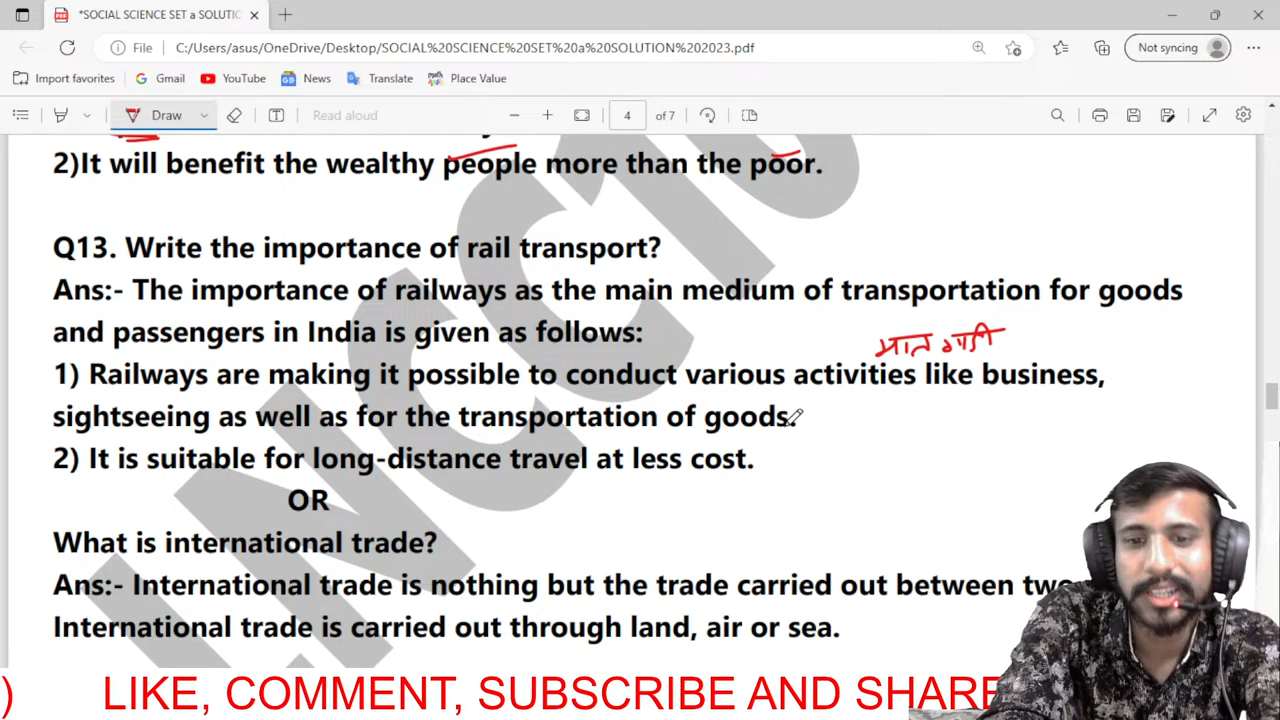 *SOCIAL SCIENCE SET a SOLUTIO
File C:/Users/asus/OneDrive/Desktop/SOCIAL%20SCIENCE%20SET%20a%20SOLUTION%202023.pdf Not syncing
Import favorites Gmail YouTube News Translate Place Value
Draw Read aloud 4 of 7
2)It will benefit the wealthy people more than the poor.
Q13. Write the importance of rail transport?
Ans:- The importance of railways as the main medium of transportation for goods
and passengers in India is given as follows:
माल गाड़ी
1) Railways are making it possible to conduct various activities like business,
sightseeing as well as for the transportation of goods.
2) It is suitable for long-distance travel at less cost.
OR
What is international trade?
Ans:- International trade is nothing but the trade carried out between two
International trade is carried out through land, air or sea.
) LIKE, COMMENT, SUBSCRIBE AND SHARE